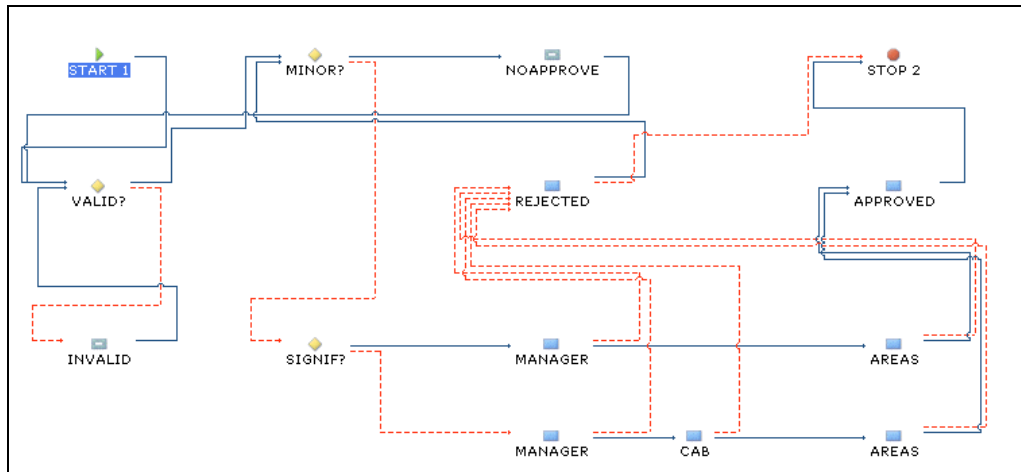 START 1
MINOR?
NOAPPROVE
STOP 2
VALID?
REJECTED
APPROVED
INVALID
SIGNIF?
MANAGER
AREAS
MANAGER
CAB
AREAS